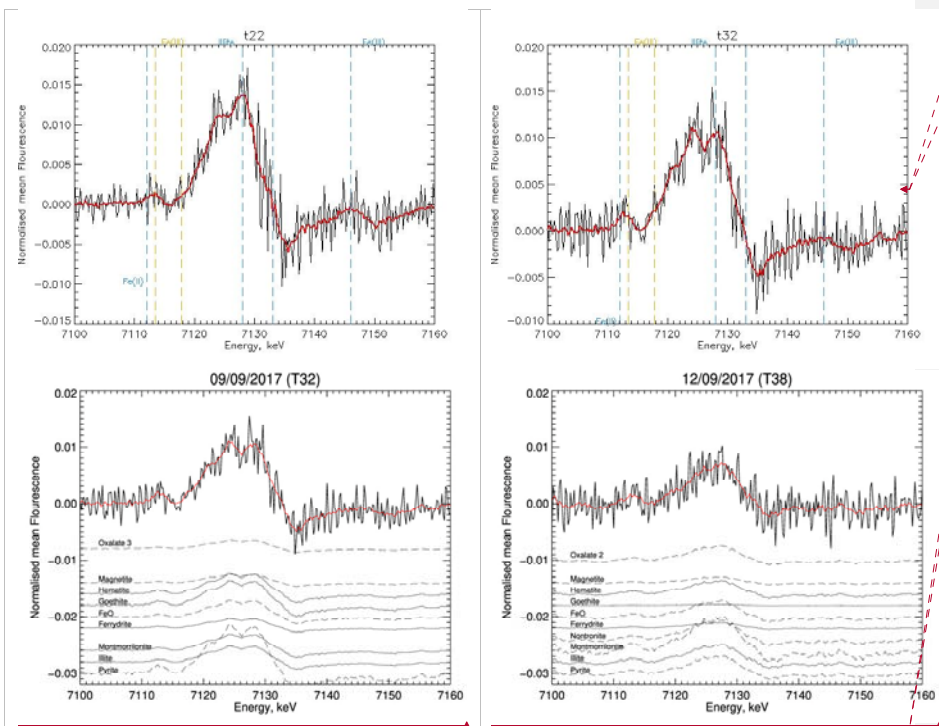 t22
Fe(III)
Illite
Fe(II)
0.020
0.015
0.010
0.005
0.000
−0.005
−0.010
−0.015
Normalised mean Flourescence
Fe(II)
7100 7110 7120 7130 7140 7150 7160
Energy, keV
t32
Illite
Fe(II)
0.020
0.015
0.010
0.005
0.000
−0.005
−0.010
Normalised mean Flourescence
7100 7110 7120 7130 7140 7150 7160
Energy, keV
09/09/2017 (T32)
0.02
0.01
0.00
-0.01
-0.02
-0.03
Normalised mean Flourescence
Oxalate 3
Magnetite
Hematite
Goethite
FeO
Ferrydrite
Montmorrilonite
Illite
Pyrite
7100 7110 7120 7130 7140 7150 7160
Energy, keV
12/09/2017 (T38)
0.02
0.01
0.00
-0.01
-0.02
-0.03
Normalised mean Flourescence
Oxalate 2
Magnetite
Hematite
Goethite
FeO
Ferrydrite
Nontronite
Montmorrilonite
Illite
Pyrite
7100 7110 7120 7130 7140 7150 7160
Energy, keV